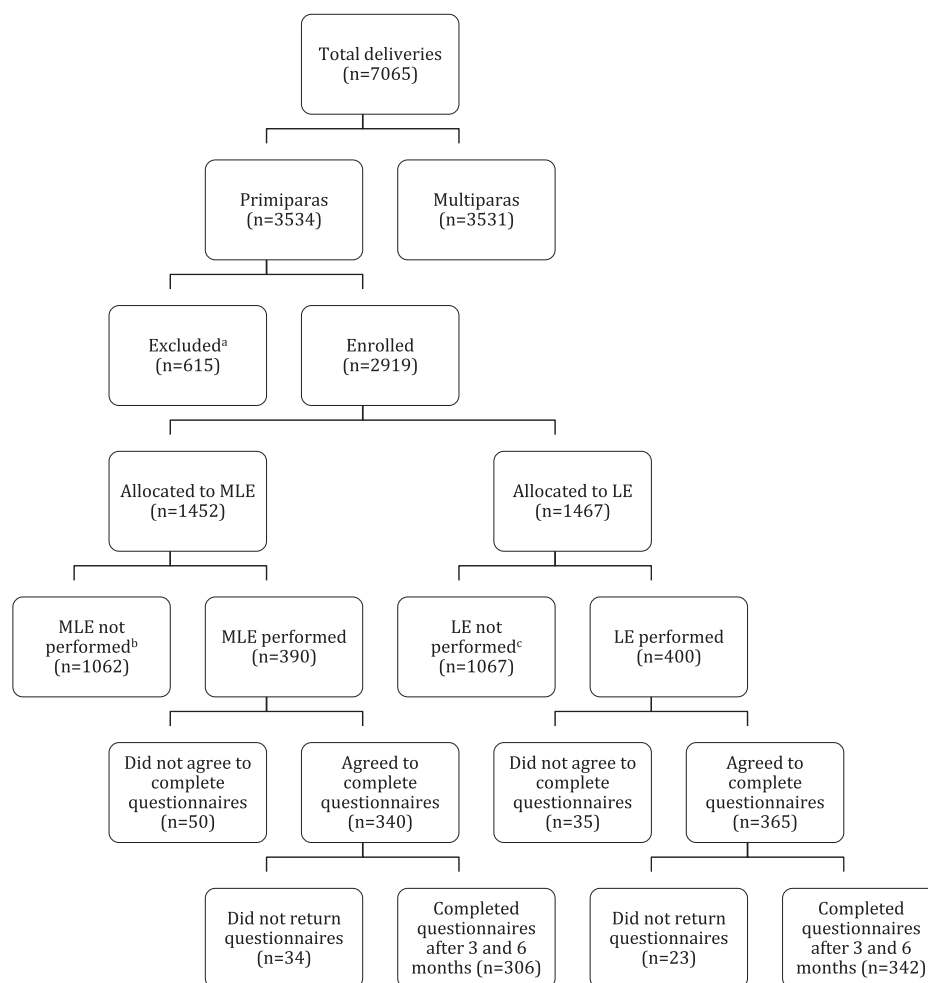 Total deliveries
(n=7065)
Primiparas
(n=3534)
Multiparas
(n=3531)
Excludedᵃ
(n=615)
Enrolled
(n=2919)
Allocated to MLE
(n=1452)
Allocated to LE
(n=1467)
MLE not
performedᵇ
(n=1062)
MLE performed
(n=390)
LE not
performedᶜ
(n=1067)
LE performed
(n=400)
Did not agree to
complete
questionnaires
(n=50)
Agreed to
complete
questionnaires
(n=340)
Did not agree to
complete
questionnaires
(n=35)
Agreed to
complete
questionnaires
(n=365)
Did not return
questionnaires
(n=34)
Completed
questionnaires
after 3 and 6
months (n=306)
Did not return
questionnaires
(n=23)
Completed
questionnaires
after 3 and 6
months (n=342)